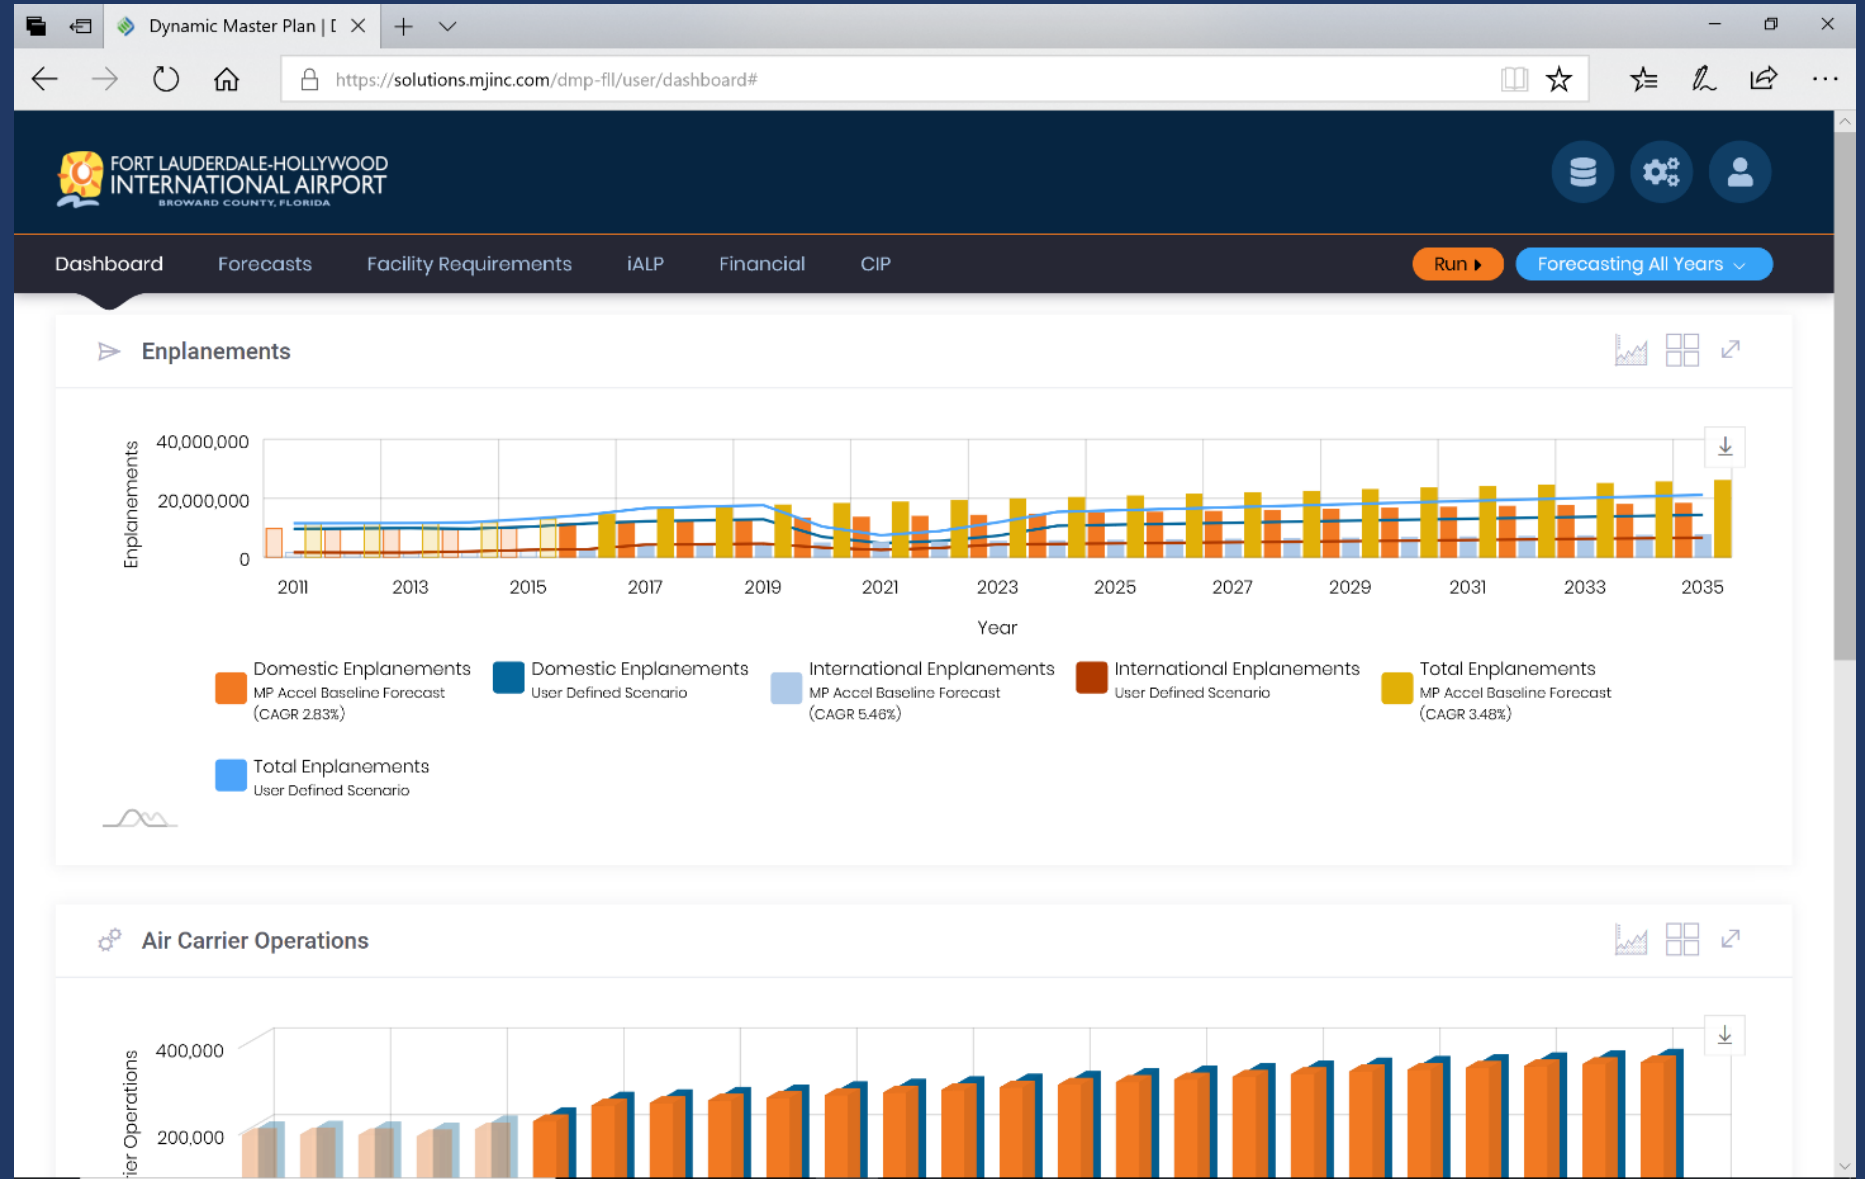 Dynamic Master Plan | [
https://solutions.mjinc.com/dmp-fll/user/dashboard#
FORT LAUDERDALE-HOLLYWOOD
INTERNATIONAL AIRPORT
BROWARD COUNTY, FLORIDA
Dashboard Forecasts Facility Requirements iALP Financial CIP Run Forecasting All Years
Enplanements
Enplanements
40,000,000
20,000,000
0
2011 2013 2015 2017 2019 2021 2023 2025 2027 2029 2031 2033 2035
Year
Domestic Enplanements
MP Accel Baseline Forecast
(CAGR 2.83%)
Domestic Enplanements
User Defined Scenario
International Enplanements
MP Accel Baseline Forecast
(CAGR 5.46%)
International Enplanements
User Defined Scenario
Total Enplanements
MP Accel Baseline Forecast
(CAGR 3.48%)
Total Enplanements
User Defined Scenario
Air Carrier Operations
rier Operations
400,000
200,000